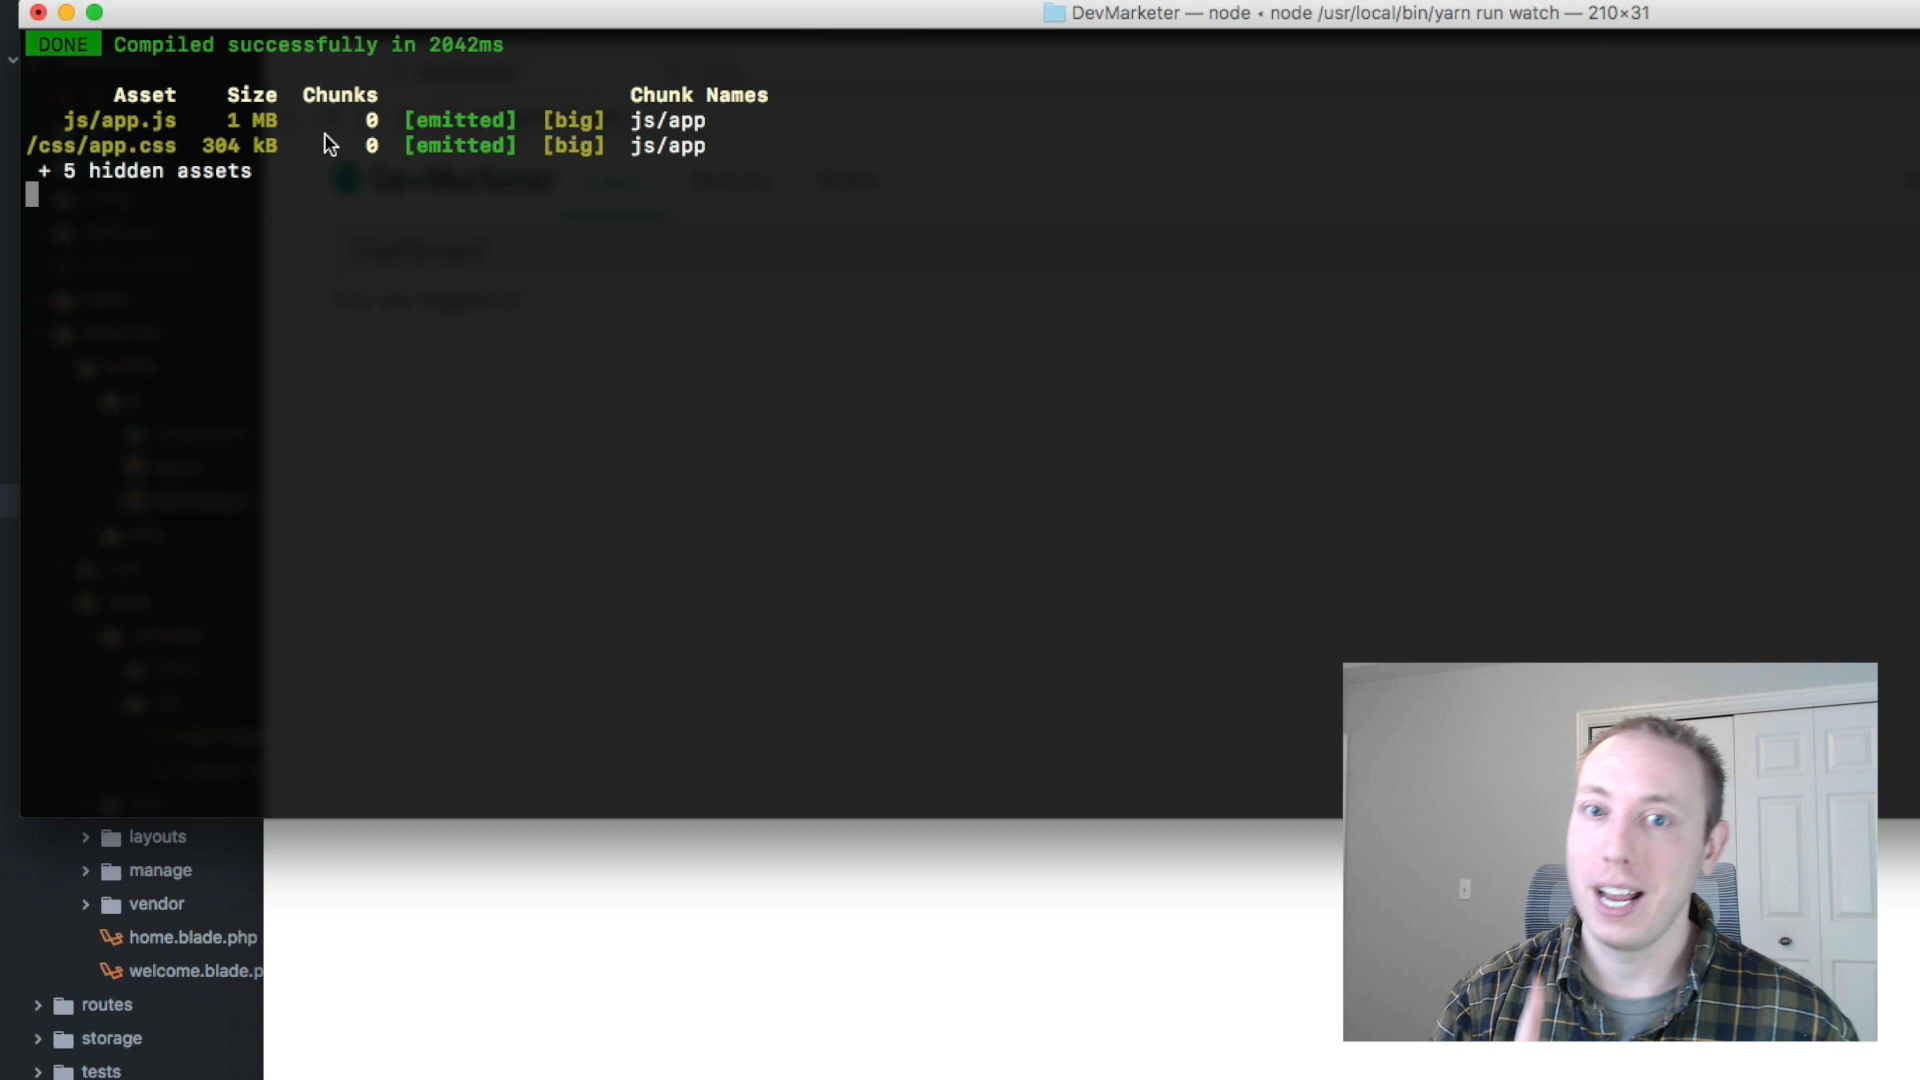 DevMarketer — node ◂ node /usr/local/bin/yarn run watch — 210×31
DONE Compiled successfully in 2042ms
Asset Size Chunks Chunk Names
js/app.js 1 MB 0 [emitted] [big] js/app
/css/app.css 304 kB 0 [emitted] [big] js/app
+ 5 hidden assets
layouts
manage
vendor
home.blade.php
welcome.blade.p
routes
storage
tests